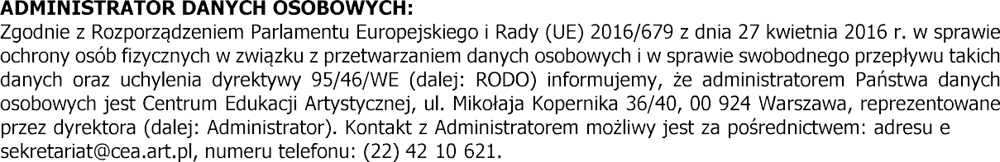 ADMINISTRATOR DANYCH OSOBOWYCH:
Zgodnie z Rozporządzeniem Parlamentu Europejskiego i Rady (UE) 2016/679 z dnia 27 kwietnia 2016 r. w sprawie
ochrony osób fizycznych w związku z przetwarzaniem danych osobowych i w sprawie swobodnego przepływu takich
danych oraz uchylenia dyrektywy 95/46/WE (dalej: RODO) informujemy, że administratorem Państwa danych
osobowych jest Centrum Edukacji Artystycznej, ul. Mikołaja Kopernika 36/40, 00 924 Warszawa, reprezentowane
przez dyrektora (dalej: Administrator). Kontakt z Administratorem możliwy jest za pośrednictwem: adresu e
sekretariat@cea.art.pl, numeru telefonu: (22) 42 10 621.